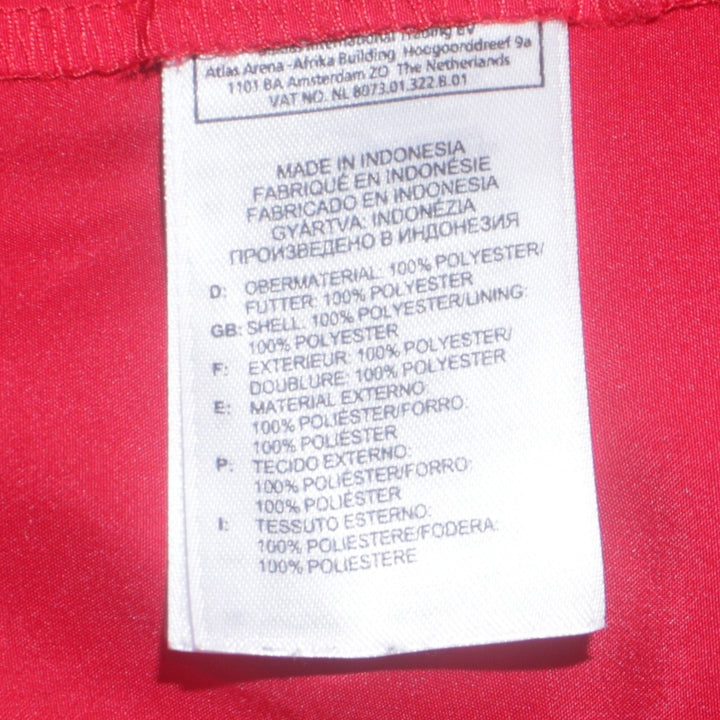 International Trading BV
Atlas Arena -Afrika Building Hoogoorddreef 9a
1101 BA Amsterdam ZO The Netherlands
VAT NO. NL 8073.01.322.B.01
MADE IN INDONESIA
FABRIQUÉ EN INDONÉSIE
FABRICADO EN INDONESIA
GYÁRTVA: INDONÉZIA
ПРОИЗВЕДЕНО В ИНДОНЕЗИЯ
D: OBERMATERIAL: 100% POLYESTER/
FUTTER: 100% POLYESTER
GB: SHELL: 100% POLYESTER/LINING:
100% POLYESTER
F: EXTERIEUR: 100% POLYESTER/
DOUBLURE: 100% POLYESTER
E: MATERIAL EXTERNO:
100% POLIÉSTER/FORRO:
100% POLIÉSTER
P: TECIDO EXTERNO:
100% POLIÉSTER/FORRO:
100% POLIÉSTER
I: TESSUTO ESTERNO:
100% POLIESTERE/FODERA:
100% POLIESTERE